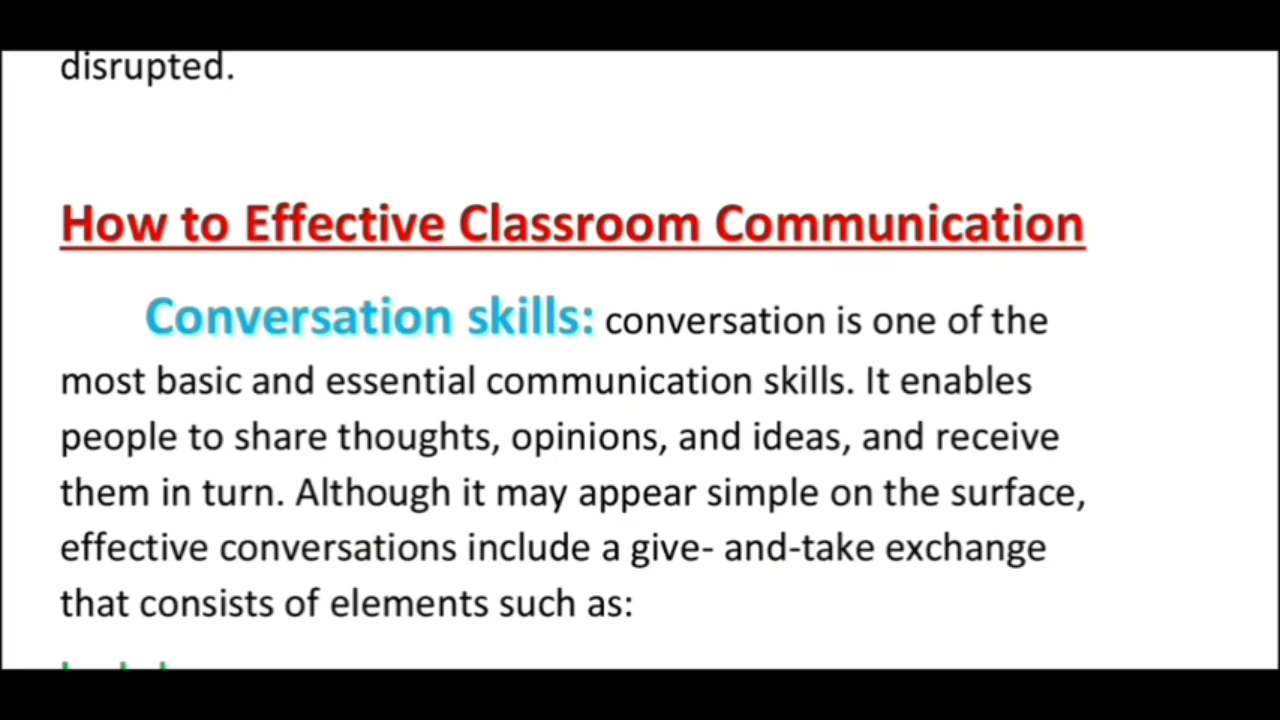 disrupted.
How to Effective Classroom Communication
Conversation skills: conversation is one of the
most basic and essential communication skills. It enables
people to share thoughts, opinions, and ideas, and receive
them in turn. Although it may appear simple on the surface,
effective conversations include a give- and-take exchange
that consists of elements such as: